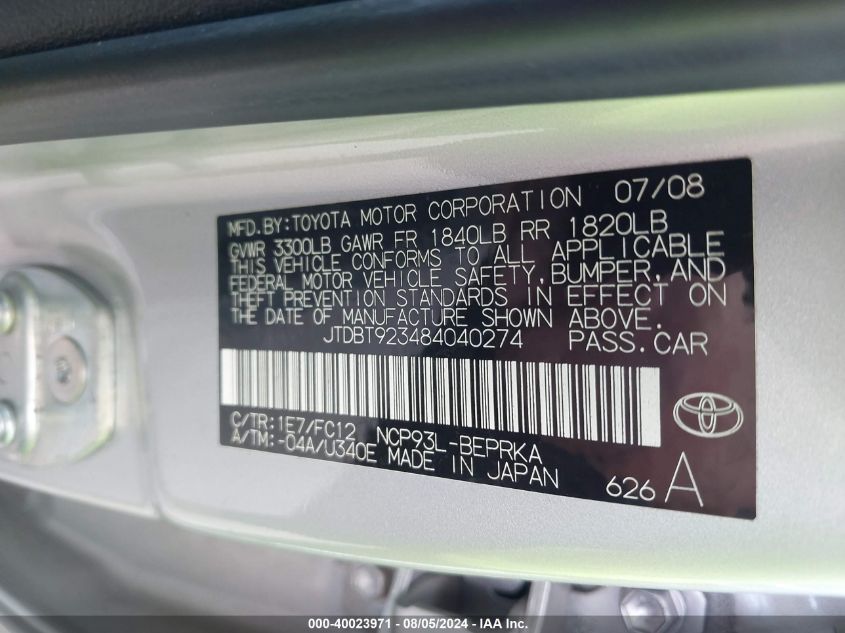 MFD. BY: TOYOTA MOTOR CORPORATION 07/08
GVWR 3300LB GAWR FR 1840LB RR 1820LB
THIS VEHICLE CONFORMS TO ALL APPLICABLE
FEDERAL MOTOR VEHICLE SAFETY, BUMPER, AND
THEFT PREVENTION STANDARDS IN EFFECT ON
THE DATE OF MANUFACTURE SHOWN ABOVE.
JTDBT923484040274 PASS. CAR
C/TR: 1E7/FC12 NCP93L-BEPRKA
A/TM: -04A/U340E MADE IN JAPAN
626 A
000-40023971 - 08/05/2024 - IAA Inc.